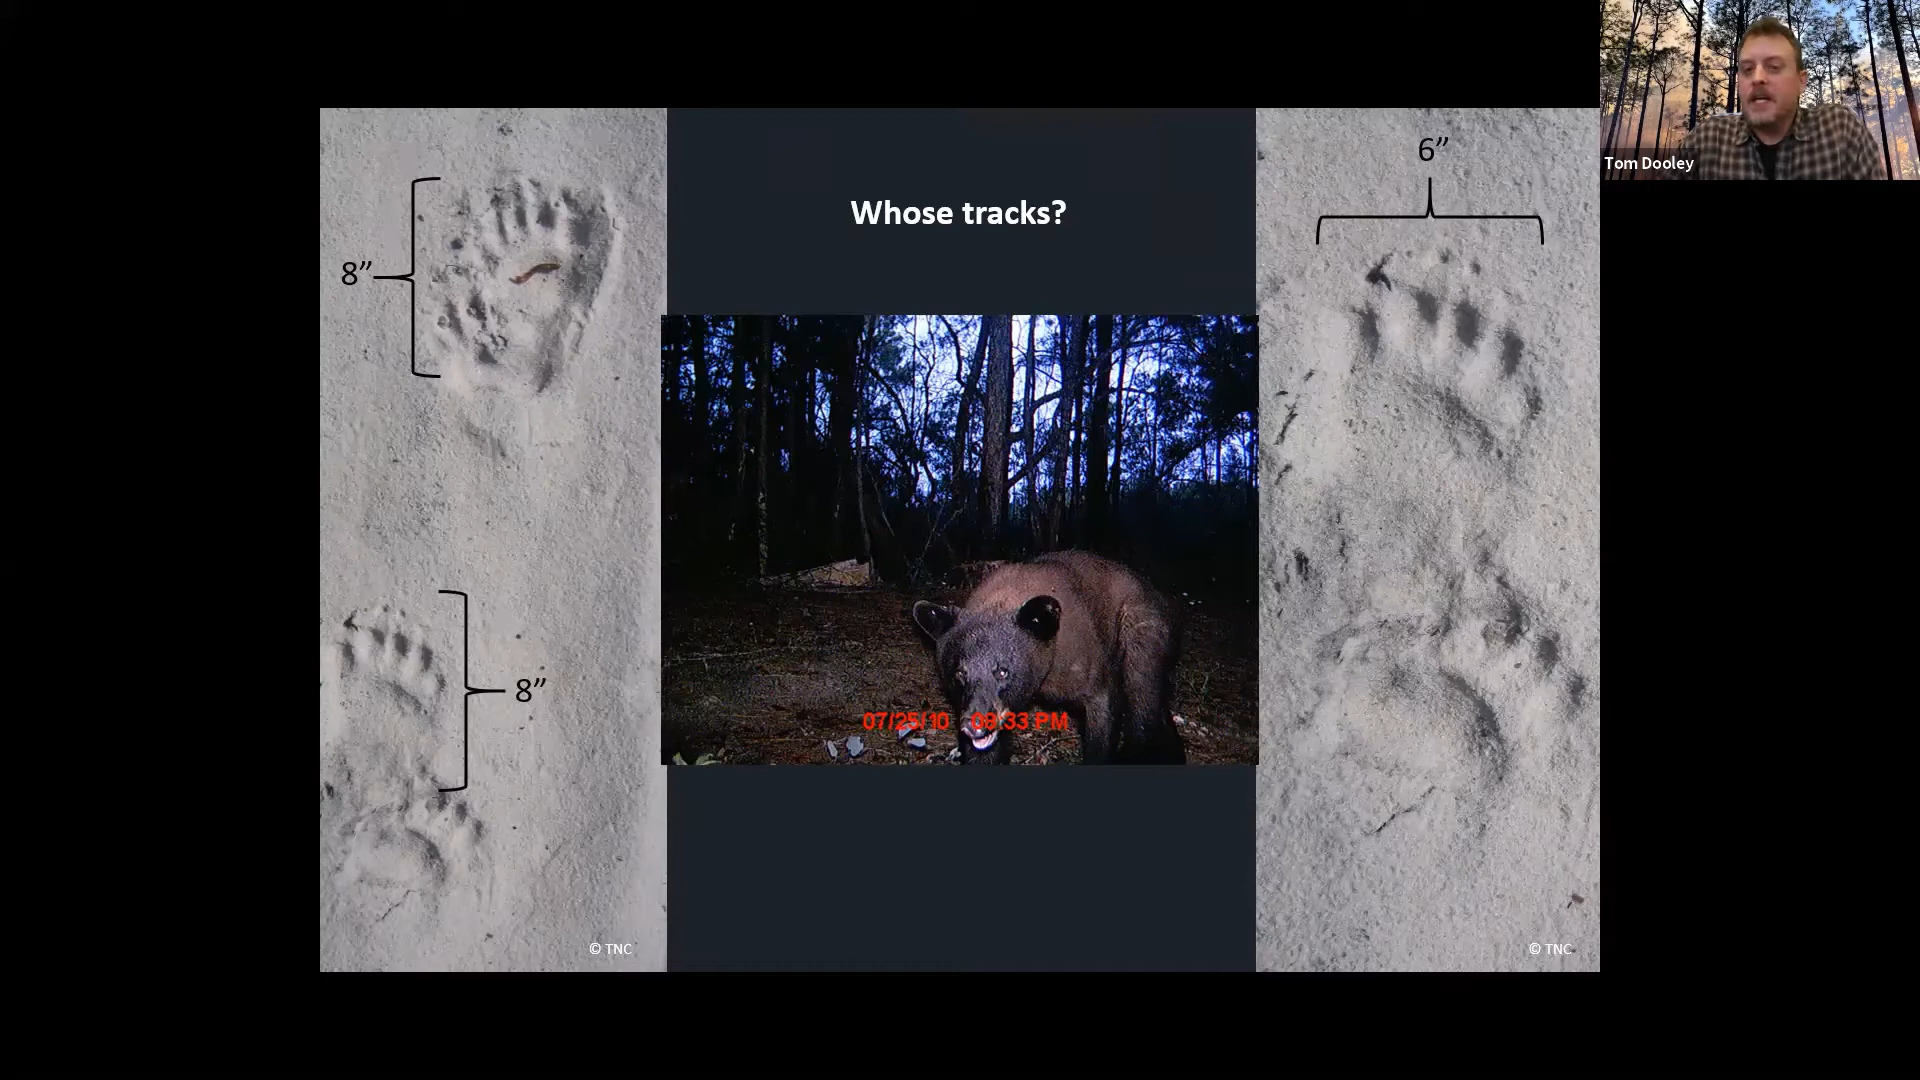 Tom Dooley
Whose tracks?
8”
8”
6”
07/25/10 09:33 PM
© TNC
© TNC